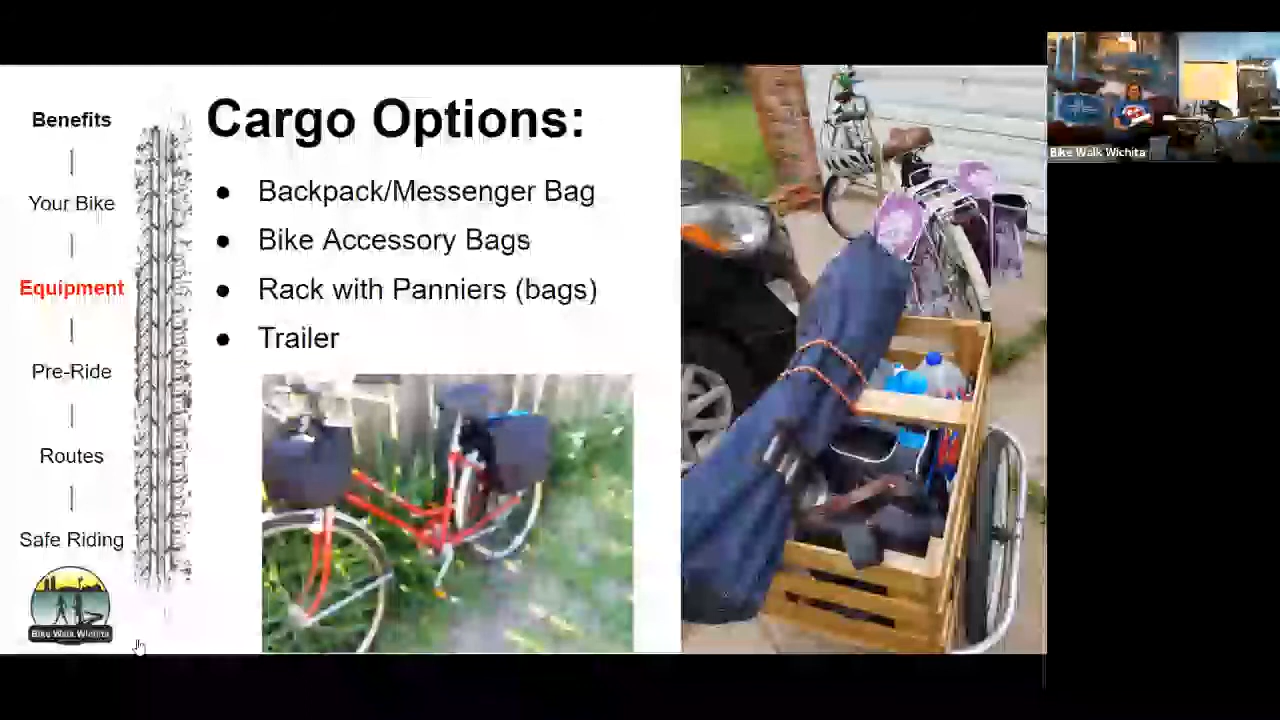 Benefits
Your Bike
Equipment
Pre-Ride
Routes
Safe Riding
Bike Walk Wichita
Cargo Options:
● Backpack/Messenger Bag
● Bike Accessory Bags
● Rack with Panniers (bags)
● Trailer
Bike Walk Wichita